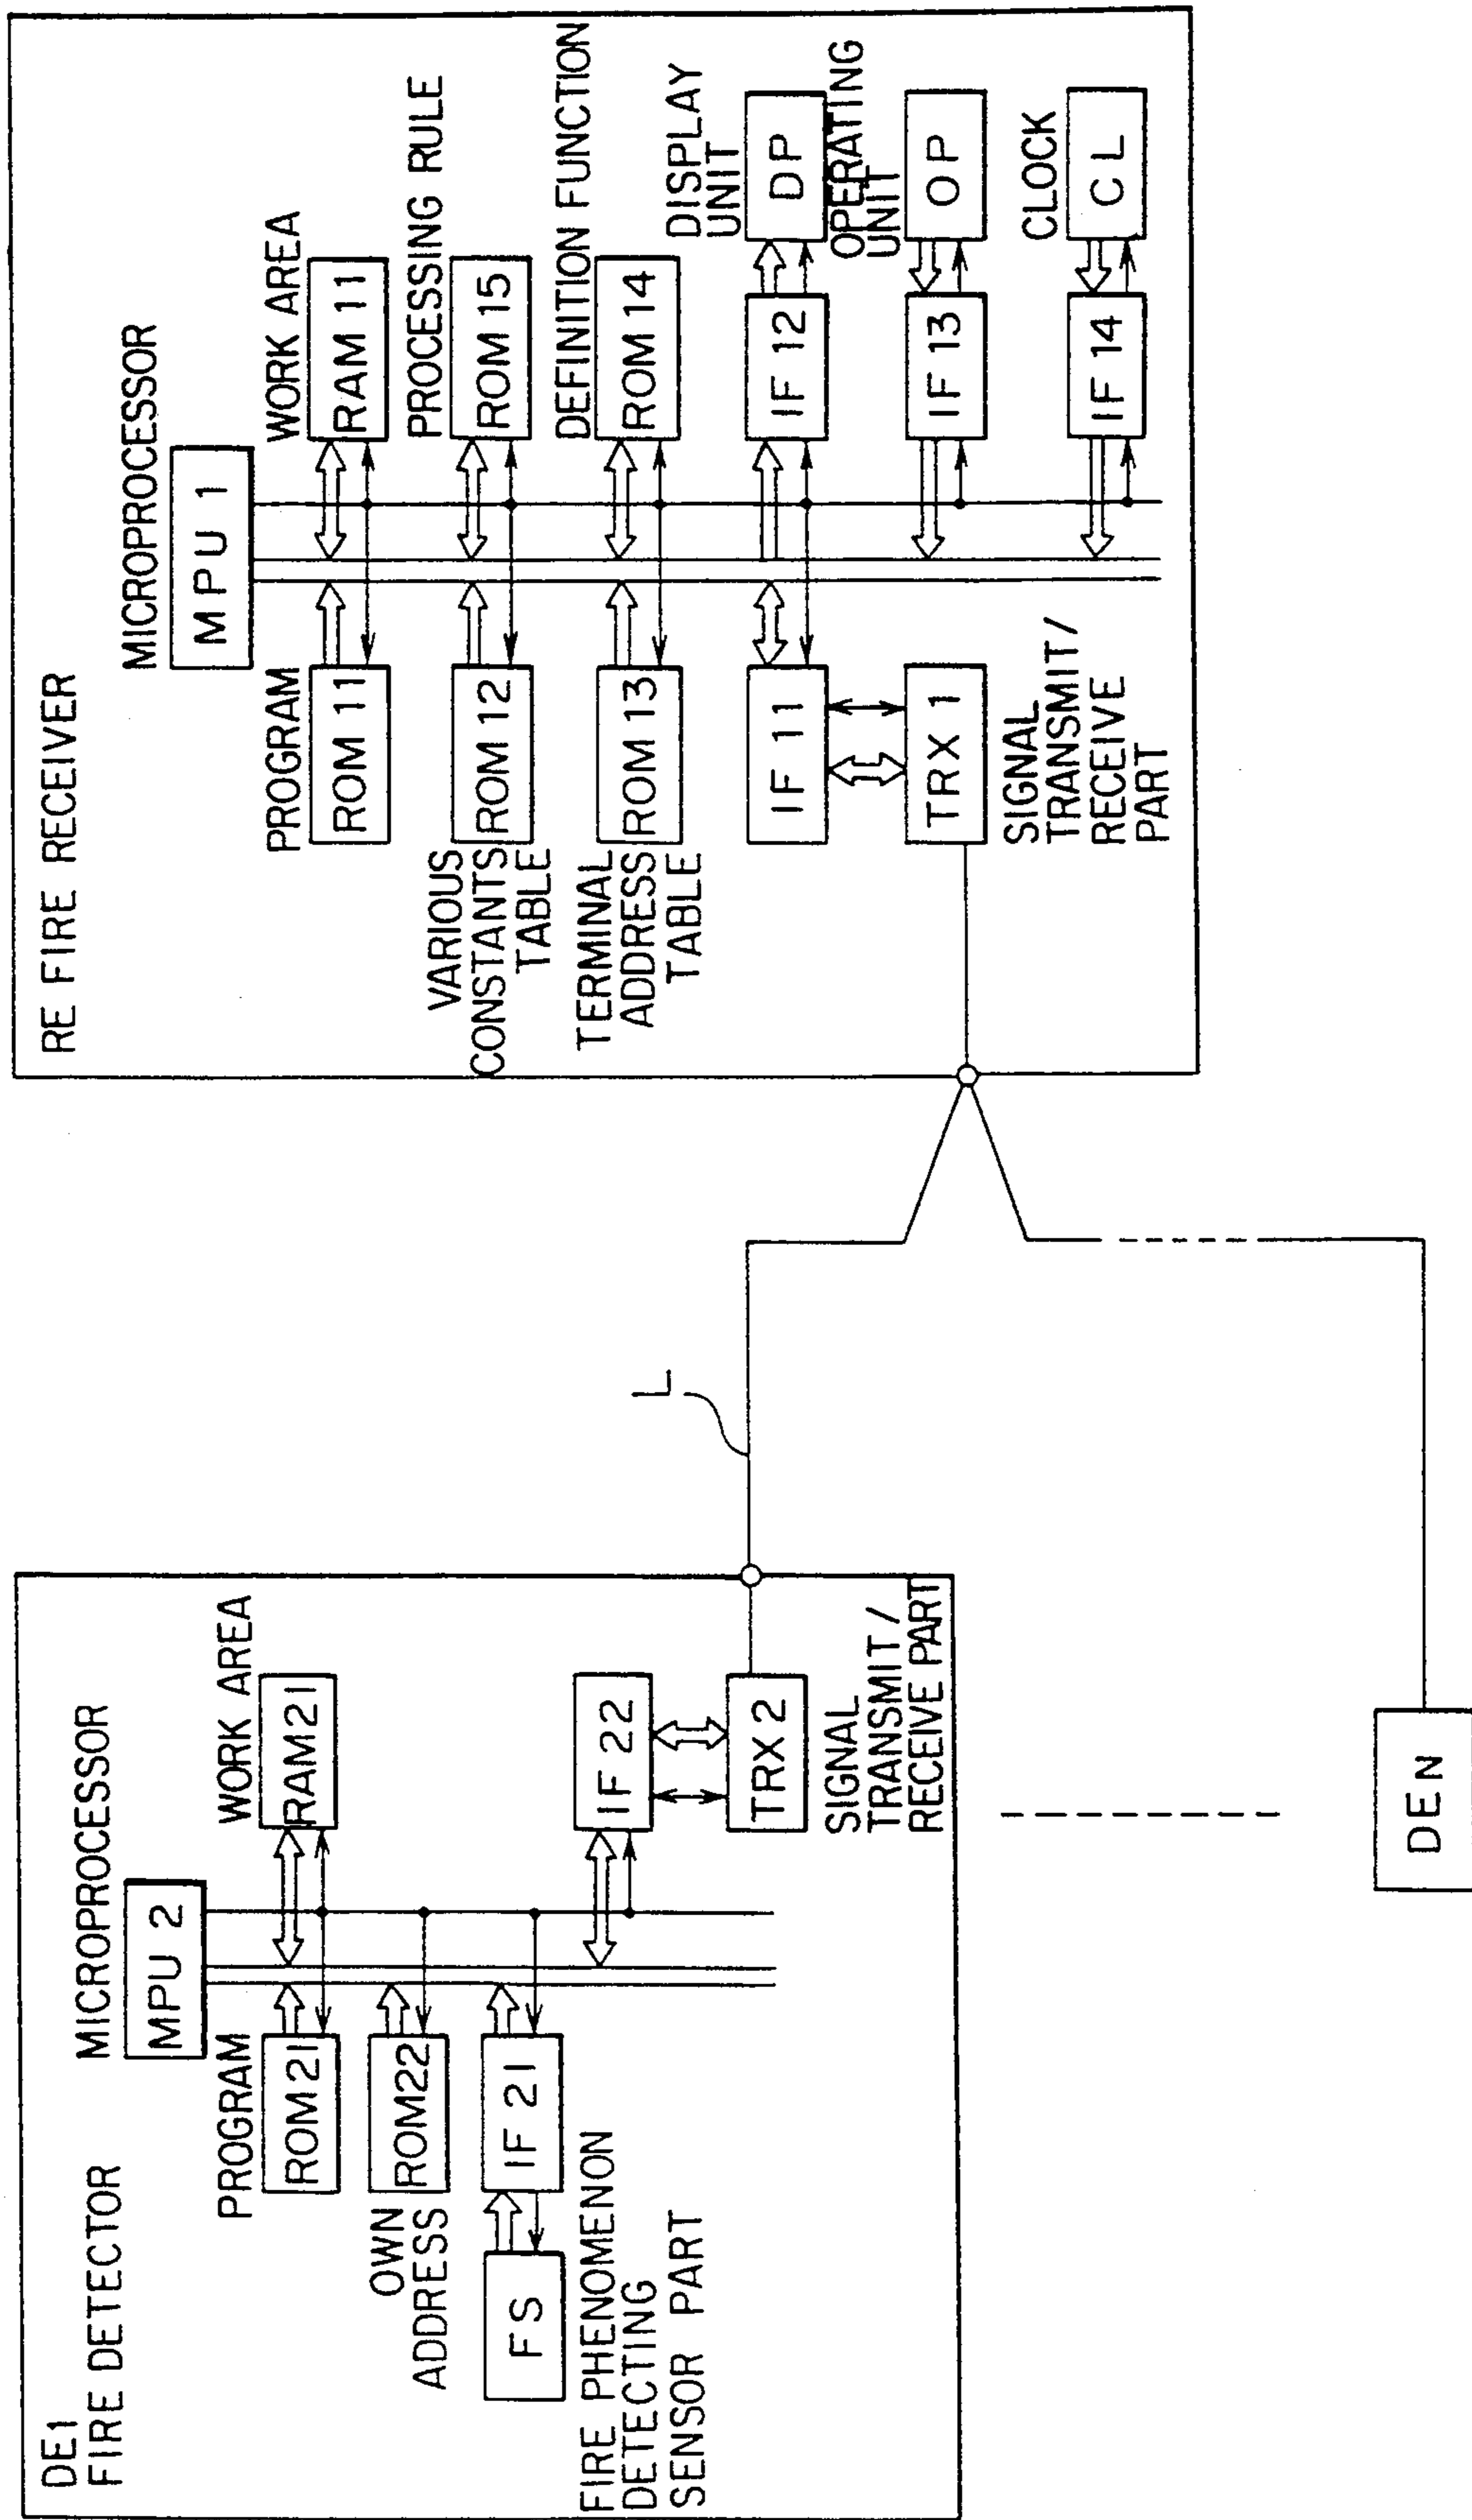 DE1
FIRE DETECTOR
MICROPROCESSOR
MPU 2
PROGRAM
ROM21
WORK AREA
RAM21
OWN
ADDRESS
ROM22
IF 21
FS
FIRE PHENOMENON
DETECTING
SENSOR PART
IF 22
TRX 2
SIGNAL
TRANSMIT/
RECEIVE PART
L
DEN
RE FIRE RECEIVER
MICROPROCESSOR
MPU 1
PROGRAM
ROM 11
WORK AREA
RAM 11
VARIOUS
CONSTANTS
TABLE
ROM 12
PROCESSING RULE
ROM 15
TERMINAL
ADDRESS
TABLE
ROM 13
DEFINITION FUNCTION
ROM 14
IF 11
TRX 1
SIGNAL
TRANSMIT/
RECEIVE
PART
IF 12
DISPLAY
UNIT
DP
IF 13
OPERATING
UNIT
OP
IF 14
CLOCK
CL